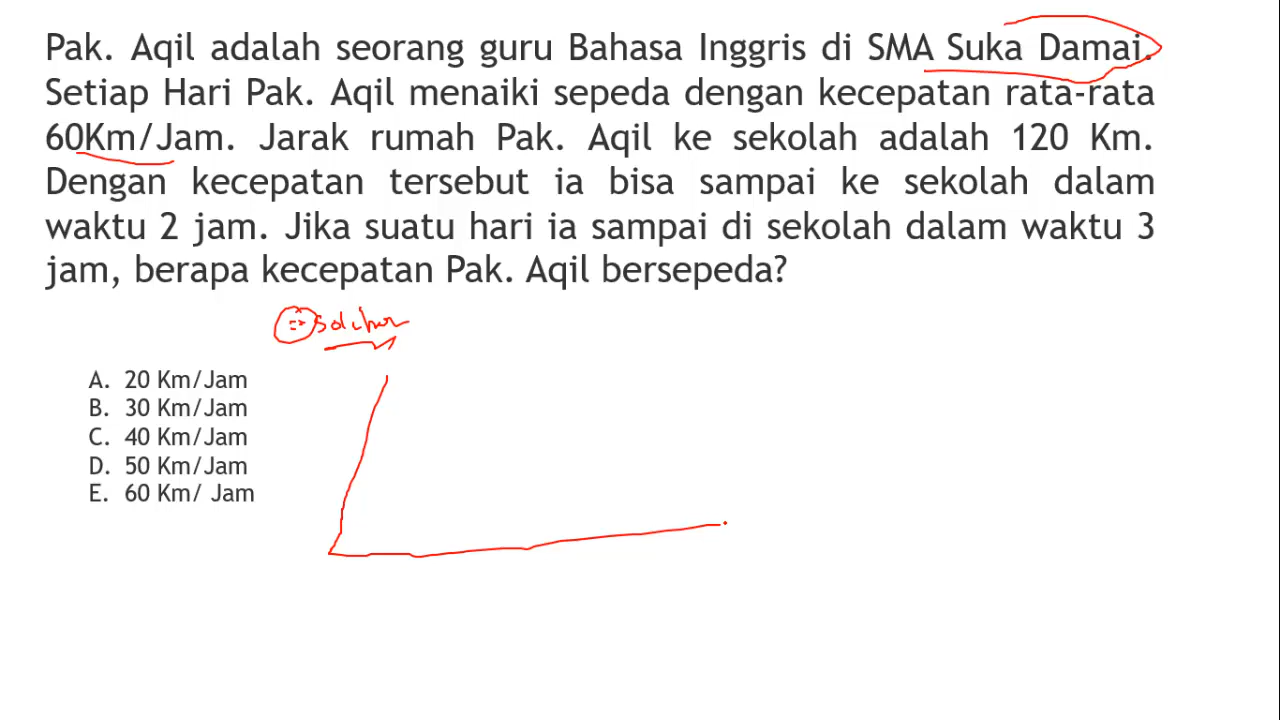 Pak. Aqil adalah seorang guru Bahasa Inggris di SMA Suka Damai.
Setiap Hari Pak. Aqil menaiki sepeda dengan kecepatan rata-rata
60Km/Jam. Jarak rumah Pak. Aqil ke sekolah adalah 120 Km.
Dengan kecepatan tersebut ia bisa sampai ke sekolah dalam
waktu 2 jam. Jika suatu hari ia sampai di sekolah dalam waktu 3
jam, berapa kecepatan Pak. Aqil bersepeda?
A. 20 Km/Jam
B. 30 Km/Jam
C. 40 Km/Jam
D. 50 Km/Jam
E. 60 Km/ Jam